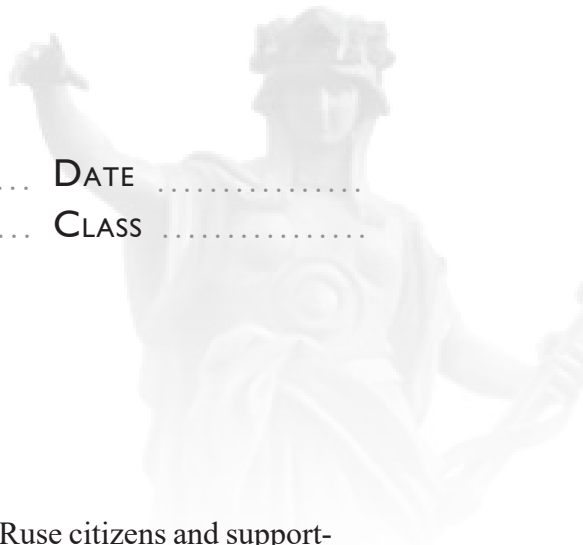 ... DATE ................
... CLASS ................
Ruse citizens and support-